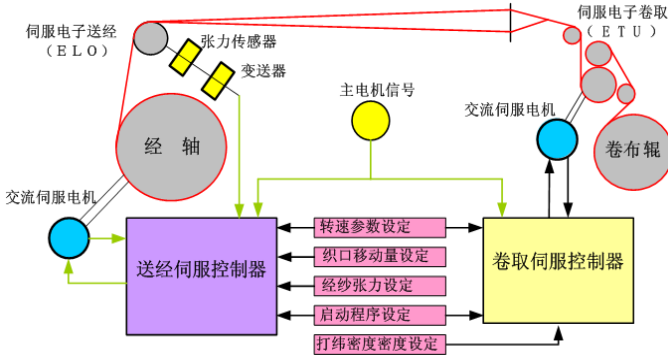 伺服电子送经
（ELO）
张力传感器
变送器
伺服电子卷取
（ETU）
主电机信号
交流伺服电机
经 轴
卷布辊
交流伺服电机
送经伺服控制器
转速参数设定
织口移动量设定
经纱张力设定
启动程序设定
打纬密度密度设定
卷取伺服控制器